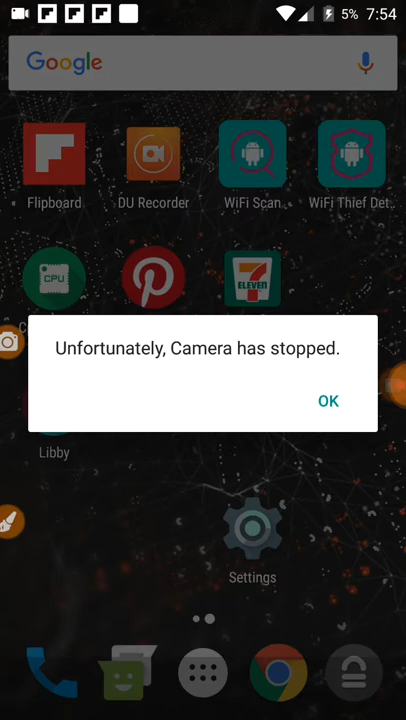 5% 7:54
Google
Flipboard
DU Recorder
WiFi Scan..
WiFi Thief Det..
CPU
ELEVEN
C
Unfortunately, Camera has stopped.
OK
Libby
Settings